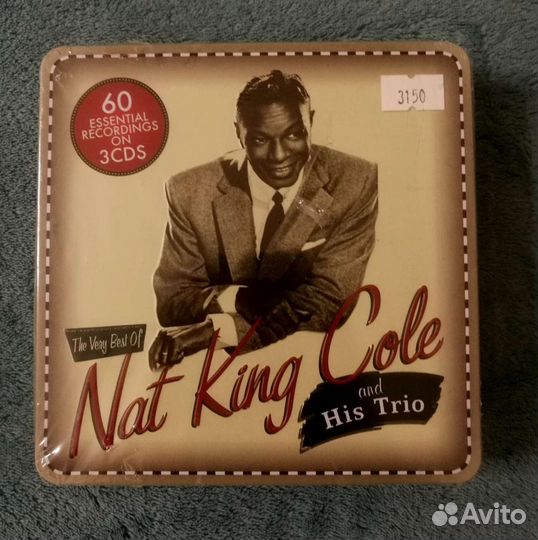 60
ESSENTIAL
RECORDINGS
ON
3CDS
3150
The Very Best Of
Nat King Cole
and
His Trio
Avito